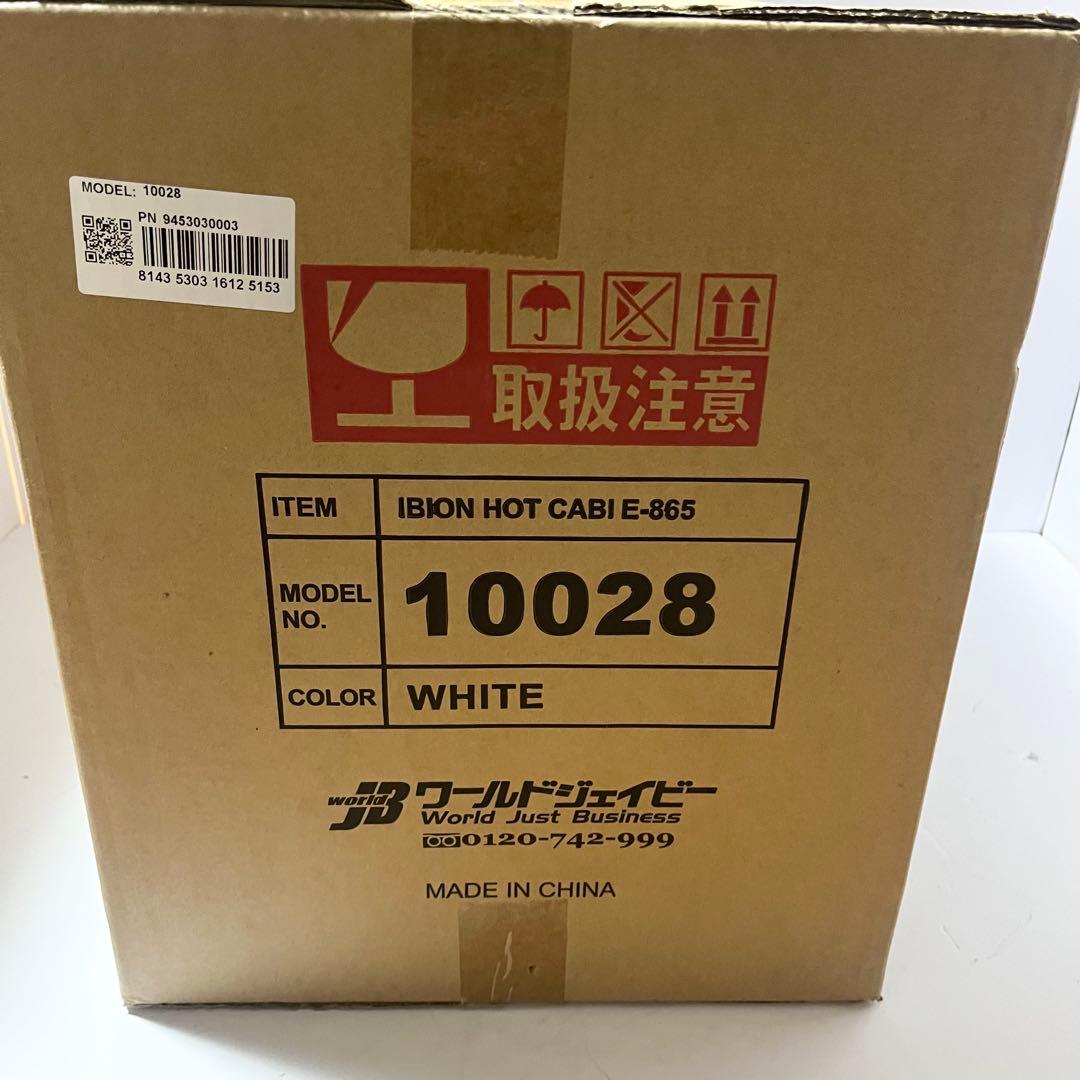 MODEL: 10028
PN 9453030003
8143 5303 1612 5153
取扱注意
ITEM IBION HOT CABI E-865
MODEL NO. 10028
COLOR WHITE
world JB ワールドジェイビー
World Just Business
0120-742-999
MADE IN CHINA